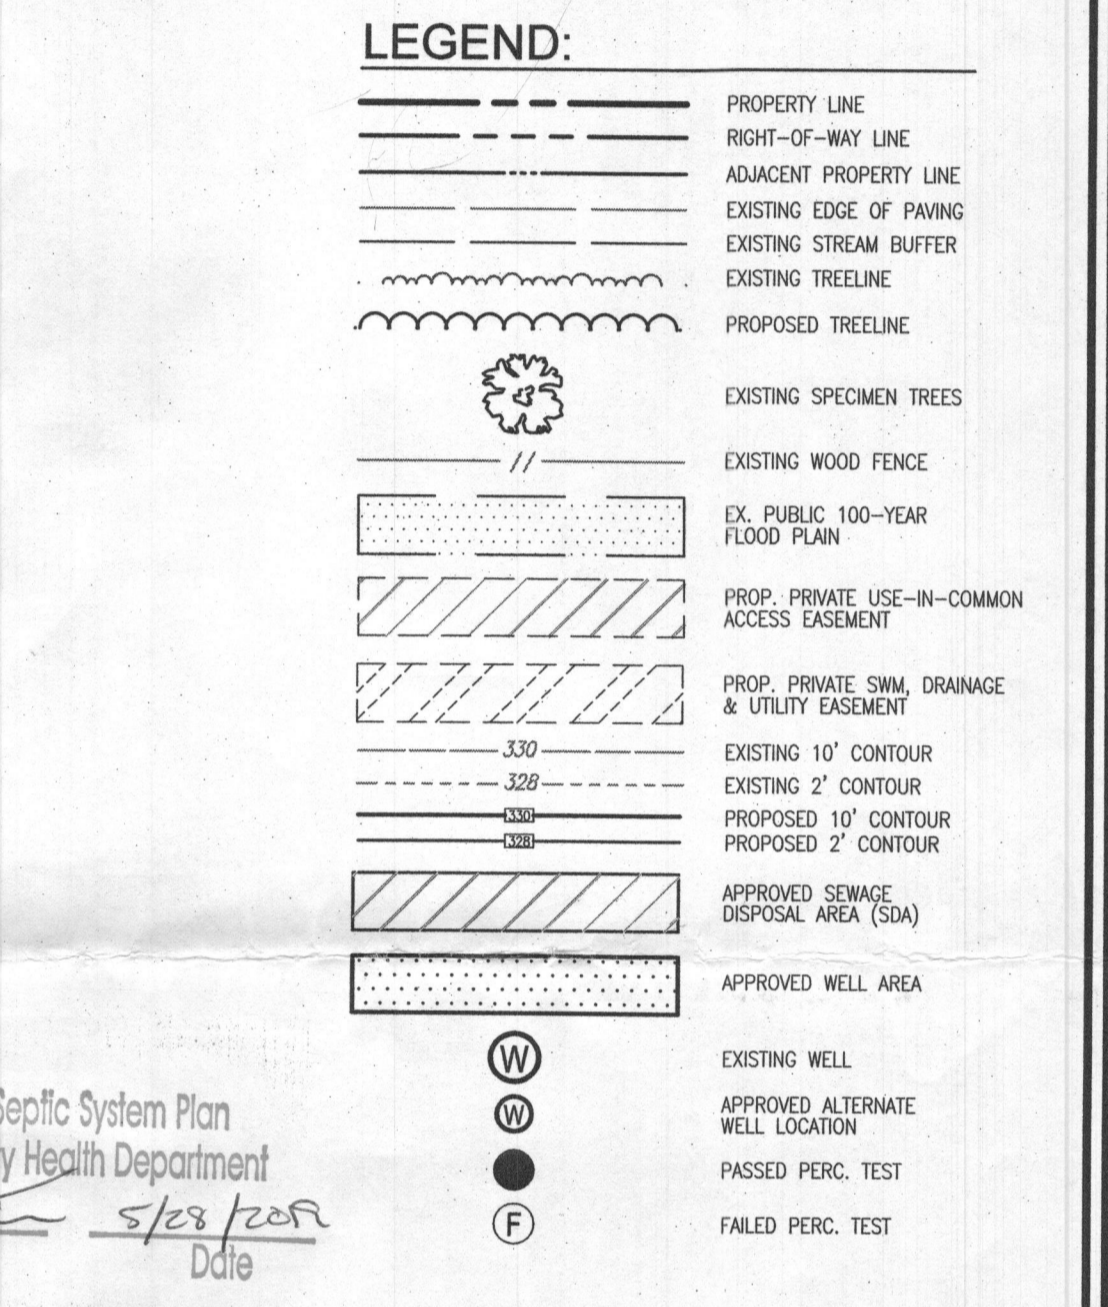 LEGEND:
PROPERTY LINE
RIGHT-OF-WAY LINE
ADJACENT PROPERTY LINE
EXISTING EDGE OF PAVING
EXISTING STREAM BUFFER
EXISTING TREELINE
PROPOSED TREELINE
EXISTING SPECIMEN TREES
EXISTING WOOD FENCE
EX. PUBLIC 100-YEAR
FLOOD PLAIN
PROP. PRIVATE USE-IN-COMMON
ACCESS EASEMENT
PROP. PRIVATE SWM, DRAINAGE
& UTILITY EASEMENT
330 EXISTING 10' CONTOUR
328 EXISTING 2' CONTOUR
330 PROPOSED 10' CONTOUR
328 PROPOSED 2' CONTOUR
APPROVED SEWAGE
DISPOSAL AREA (SDA)
APPROVED WELL AREA
W EXISTING WELL
W APPROVED ALTERNATE
WELL LOCATION
PASSED PERC. TEST
F FAILED PERC. TEST
Septic System Plan
y Health Department
5/28/2019
Date